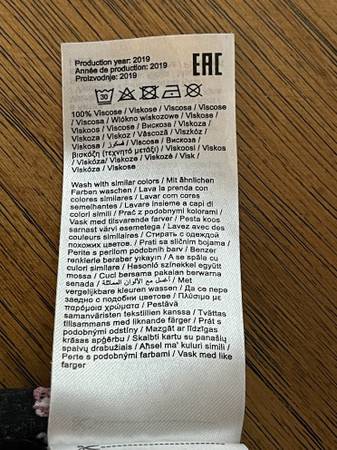 Production year: 2019
Année de production: 2019
Proizvodnje: 2019
EAC
30
100% Viscose / Viskose / Viscosa / Viscose
/ Viscosa / Włókno wiskozowe / Viskose /
Viskoos / Viscose / Вискоза / Viskoza /
Viskoza / Viskoz / Vâscoză / Viszkóz /
Viskosa / فسكوز / Viscose / Вискоза /
βισκόζη (τεχνητό μετάξι) / Viskoosi / Viskos
/ Viskóza/ Viskoze / Viskozė / Visk /
Viskóza/ Viskose
Wash with similar colors / Mit ähnlichen
Farben waschen / Lava la prenda con
colores similares / Lavar com cores
semelhantes / Lavare insieme a capi di
colori simili / Prać z podobnymi kolorami /
Vask med tilsvarende farver / Pesta koos
sarnast värvi esemetega / Lavez avec des
couleurs similaires / Стирать с одеждой
похожих цветов. / Prati sa sličnim bojama /
Perite s perilom podobnih barv / Benzer
renklerle beraber yıkayın / A se spăla cu
culori similare / Hasonló színekkel együtt
mossa / Cuci bersama pakaian berwarna
senada / اغسله مع الألوان المماثلة / Met
vergelijkbare kleuren wassen / Да се пере
заедно с подобни цветове / Πλύσιμο με
παρόμοια χρώματα / Pestävä
samanväristen tekstiilien kanssa / Tvättas
tillsammans med liknande färger / Prát s
podobnými odstíny / Mazgāt ar līdzīgas
krāsas apģērbu / Skalbti kartu su panašių
spalvų drabužiais / Aħsel ma' kuluri simili /
Perte s podobnými farbami / Vask med like
farger